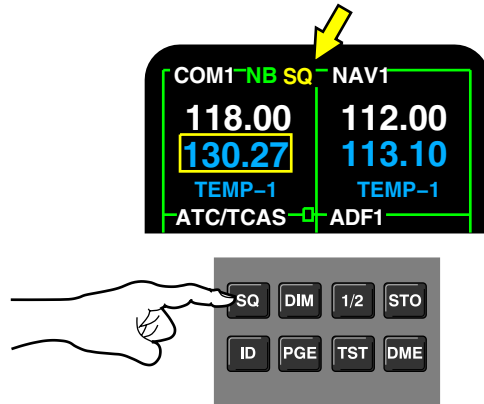 COM1 NB SQ NAV1
118.00 112.00
130.27 113.10
TEMP–1 TEMP–1
ATC/TCAS ADF1
SQ DIM 1/2 STO
ID PGE TST DME